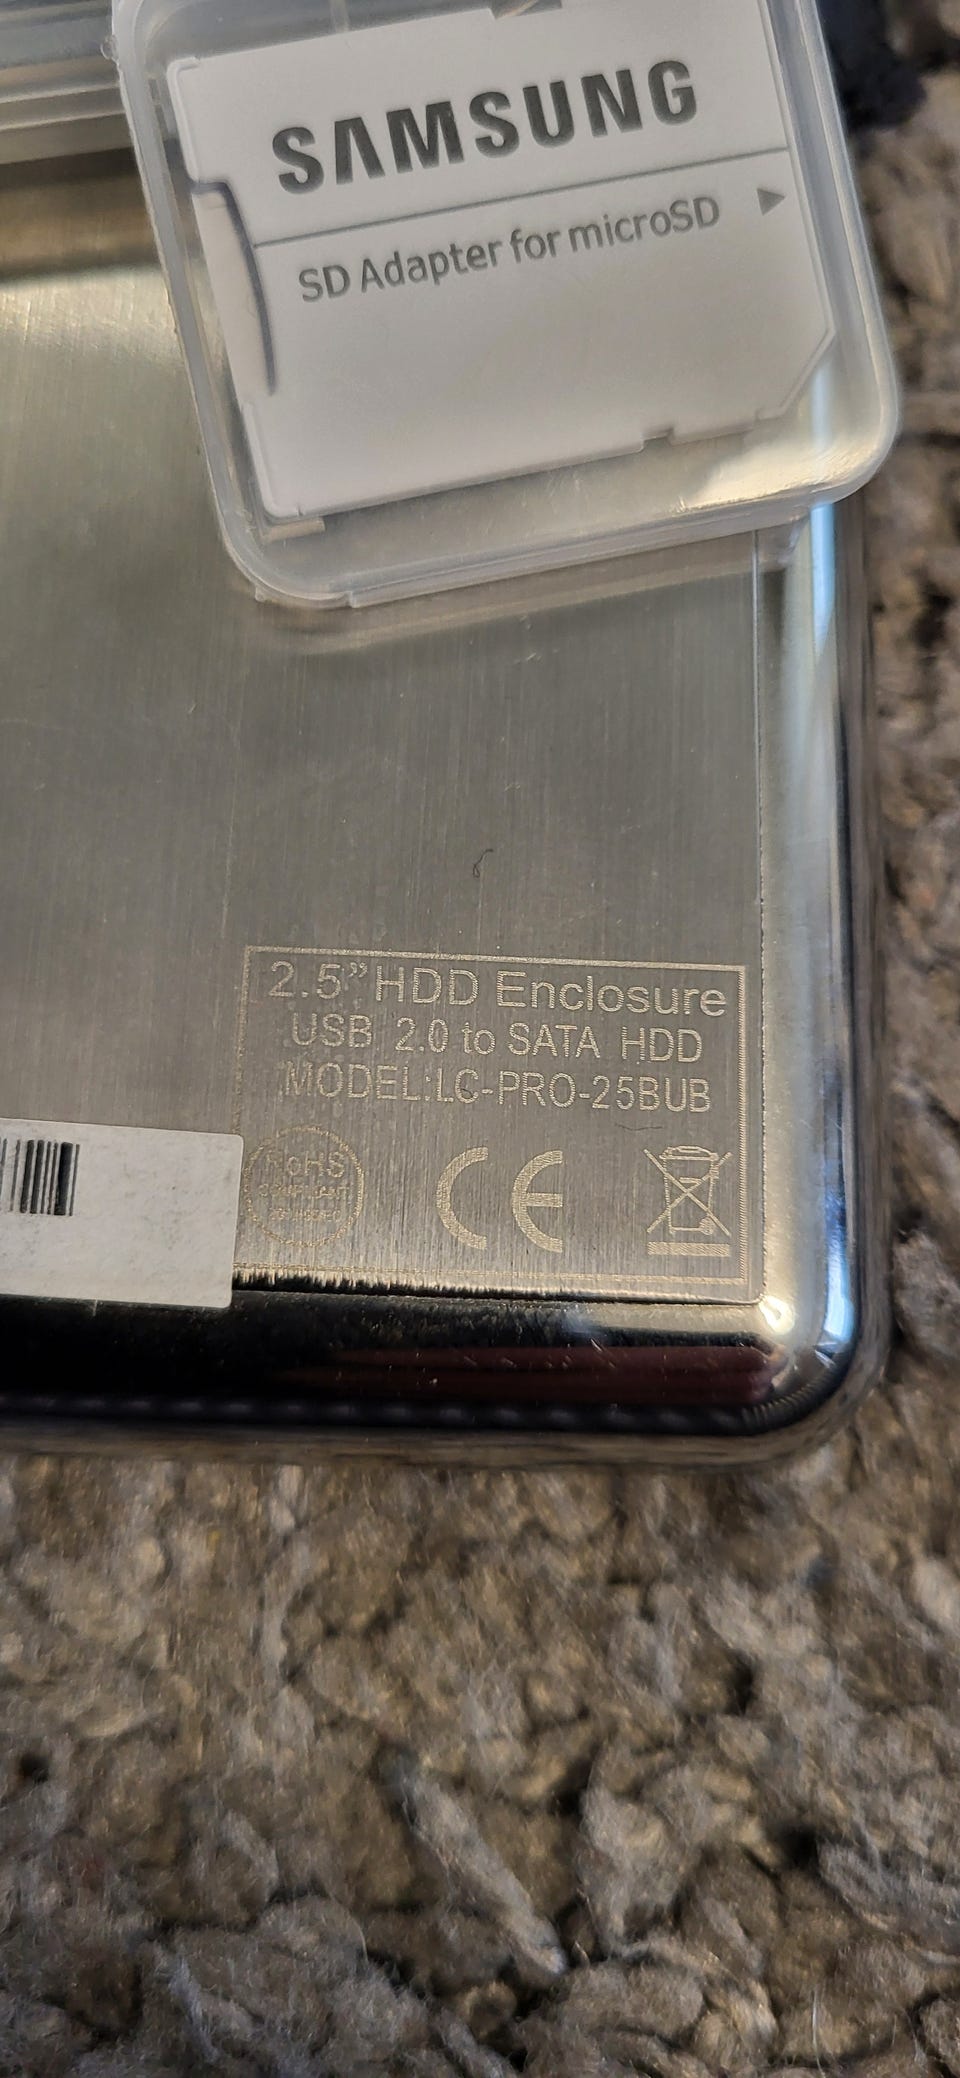 SAMSUNG
SD Adapter for microSD
2.5”HDD Enclosure
USB 2.0 to SATA HDD
MODEL:LC-PRO-25BUB
RoHS
COMPLIANT
CE